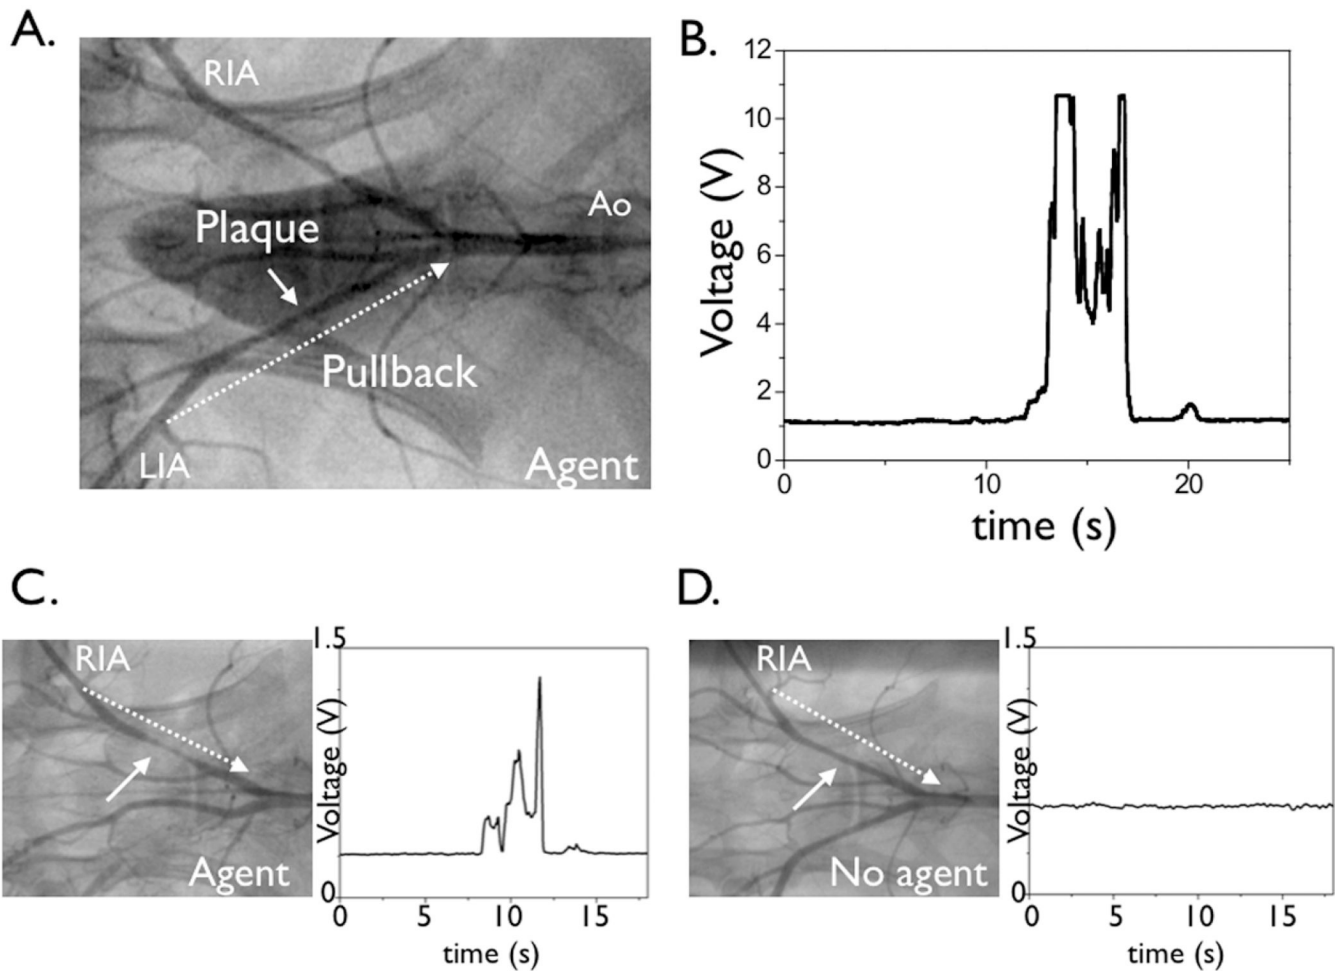 A.
RIA
Ao
Plaque
Pullback
LIA
Agent
B.
12
10
8
6
4
2
0
Voltage (V)
0 10 20
time (s)
C.
RIA
Agent
1.5
Voltage (V)
0
0 5 10 15
time (s)
D.
RIA
No agent
1.5
Voltage (V)
0
0 5 10 15
time (s)